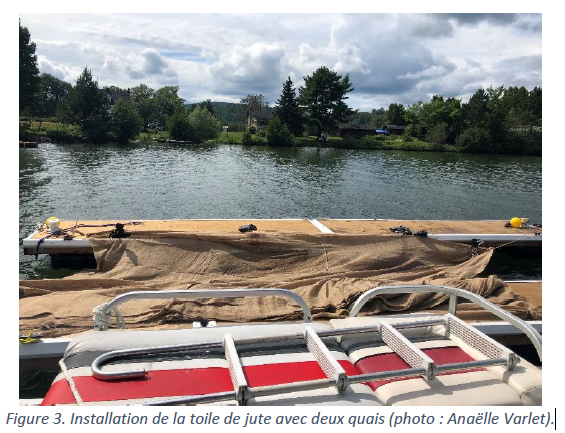 Figure 3. Installation de la toile de jute avec deux quais (photo : Anaëlle Varlet).